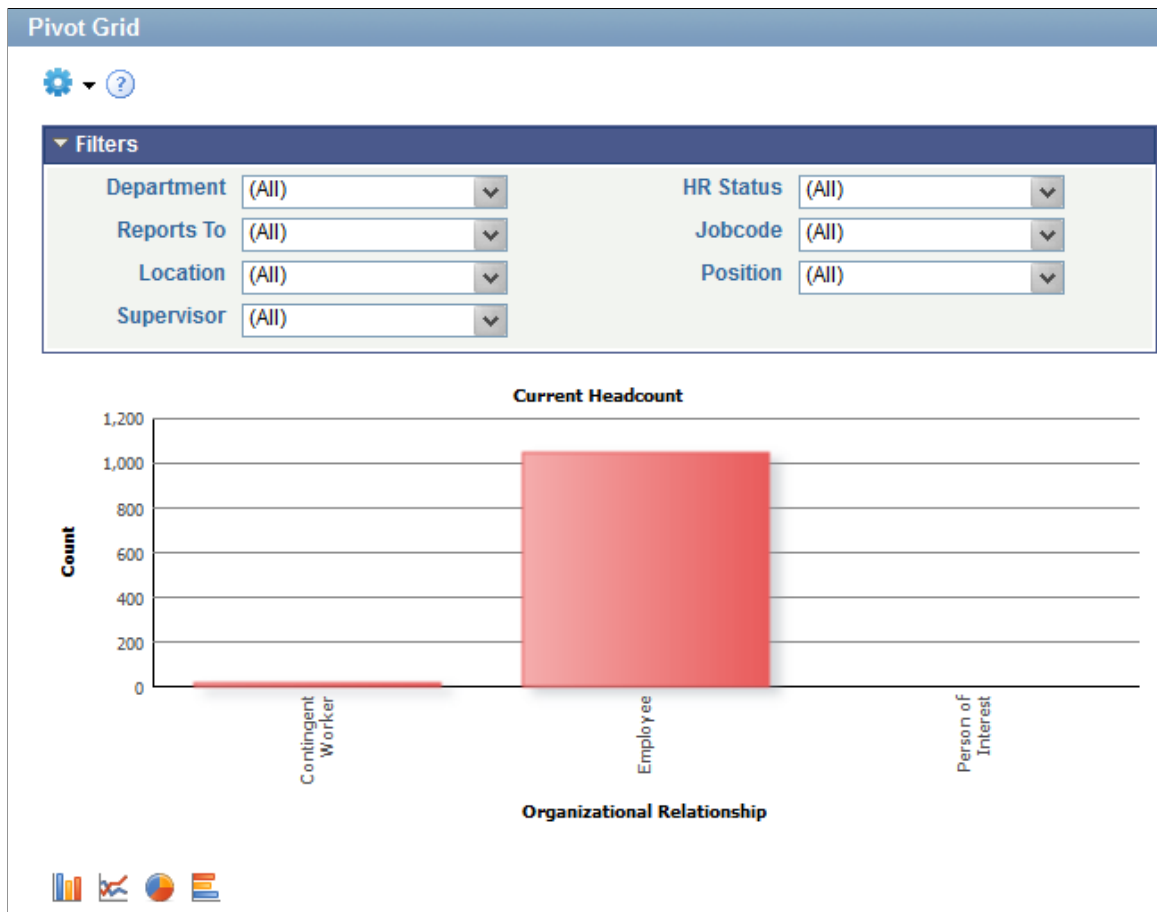 Pivot Grid
?
Filters
Department (All) HR Status (All)
Reports To (All) Jobcode (All)
Location (All) Position (All)
Supervisor (All)
Current Headcount
1,200
1,000
800
600
400
200
0
Count
Contingent
Worker
Employee
Person of
Interest
Organizational Relationship